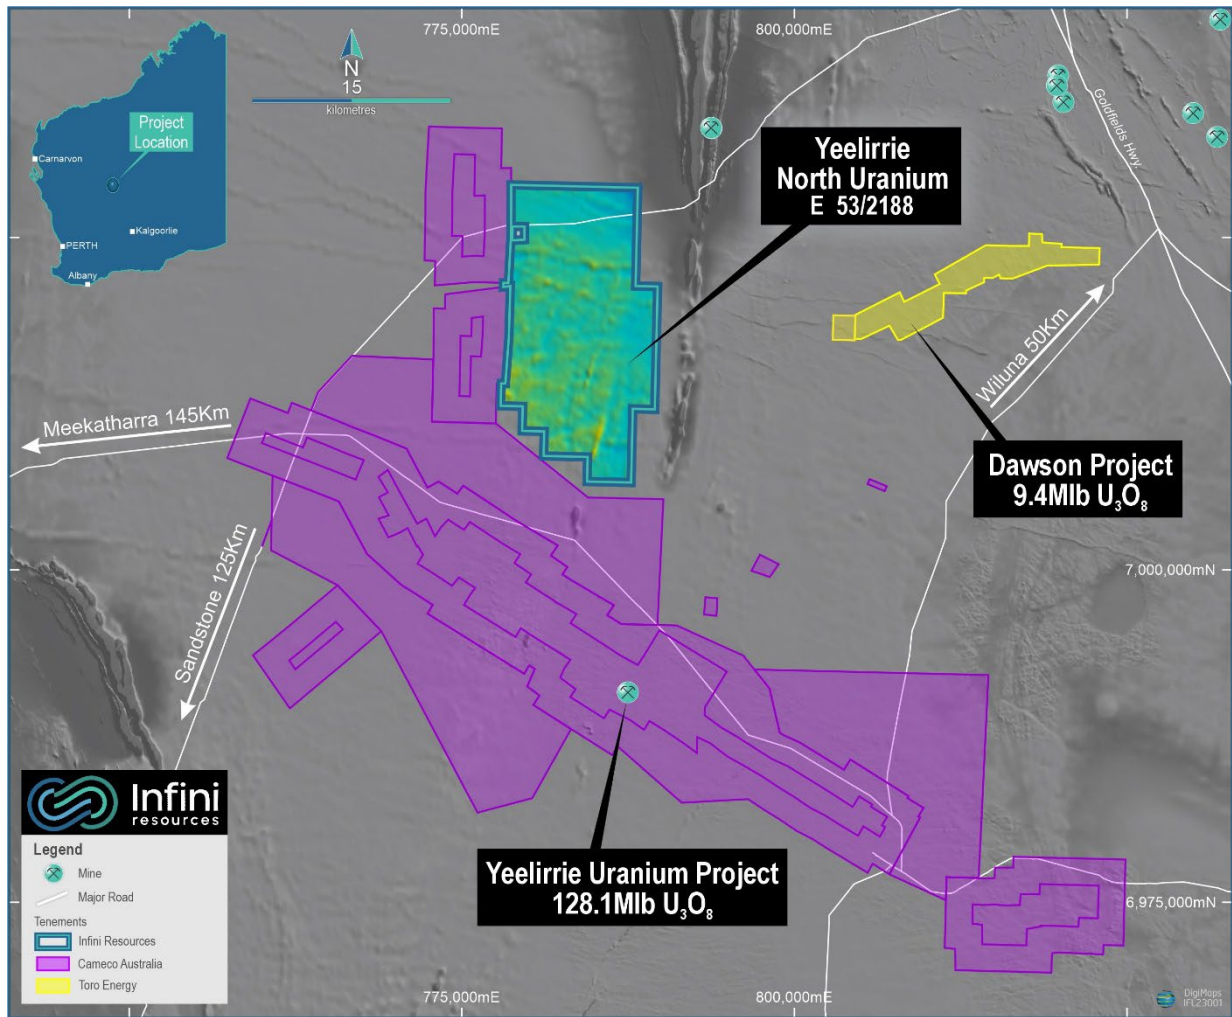 775,000mE
800,000mE
N
15
kilometres
Project
Location
Carnarvon
Kalgoorlie
PERTH
Albany
Goldfields Hwy.
Yeelirrie
North Uranium
E 53/2188
Wiluna 50Km
Meekatharra 145Km
Dawson Project
9.4Mlb U₃O₈
Sandstone 125Km
7,000,000mN
Infini
resources
Legend
Mine
Major Road
Tenements
Infini Resources
Cameco Australia
Toro Energy
Yeelirrie Uranium Project
128.1Mlb U₃O₈
6,975,000mN
775,000mE
800,000mE
DigiMaps
IFL23001